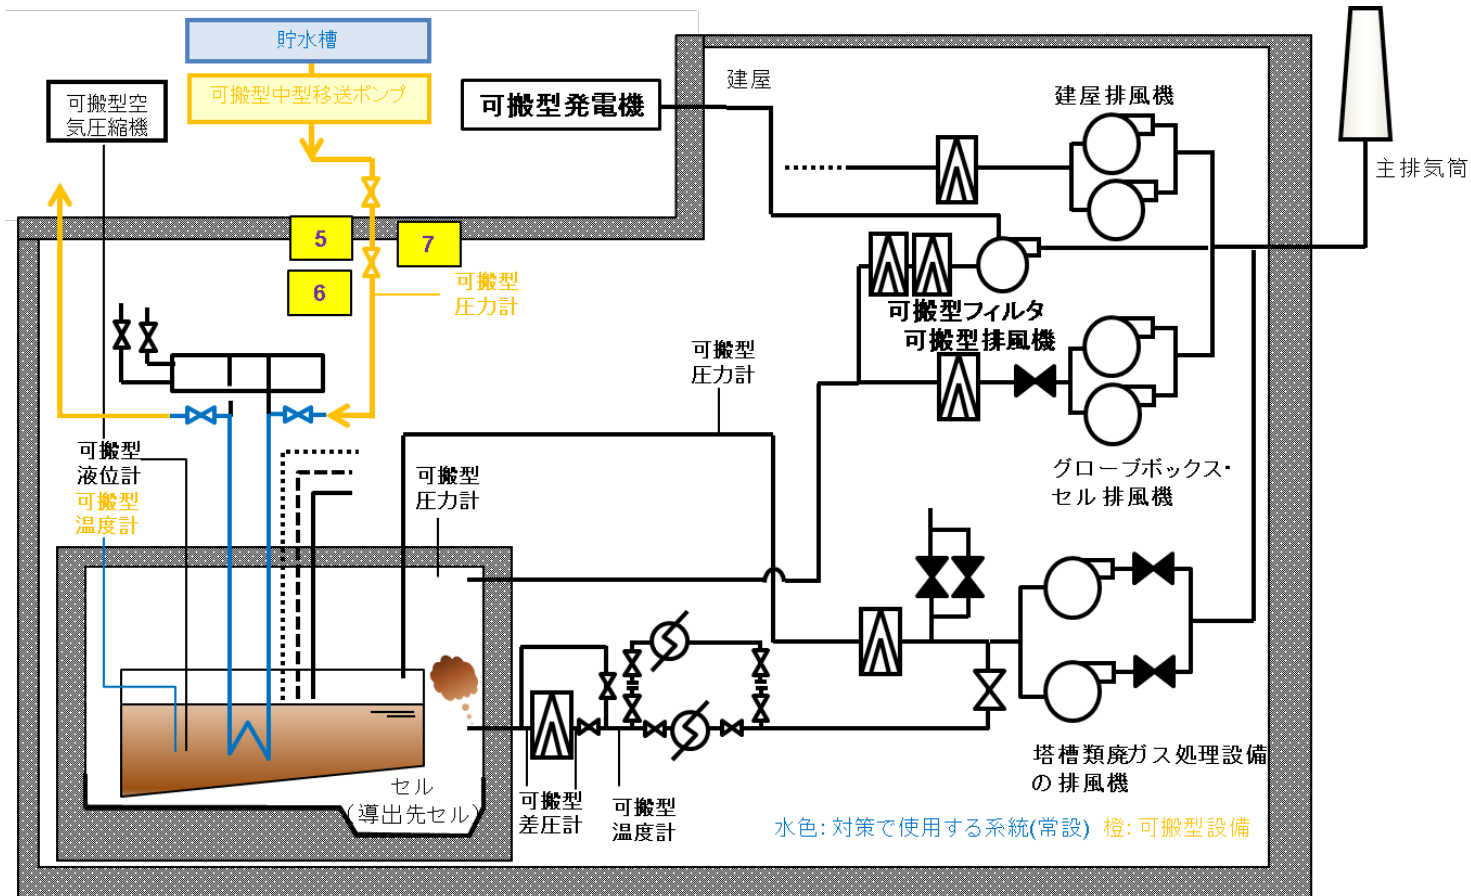 貯水槽
可搬型中型移送ポンプ
可搬型空
気圧縮機
可搬型発電機
建屋
建屋排風機
主排気筒
5
7
6
可搬型
圧力計
可搬型フィルタ
可搬型排風機
可搬型
圧力計
可搬型
液位計
可搬型
温度計
可搬型
圧力計
グローブボックス・
セル排風機
セル
(導出先セル)
可搬型
差圧計
可搬型
温度計
塔槽類廃ガス処理設備
の排風機
水色:対策で使用する系統(常設) 橙:可搬型設備